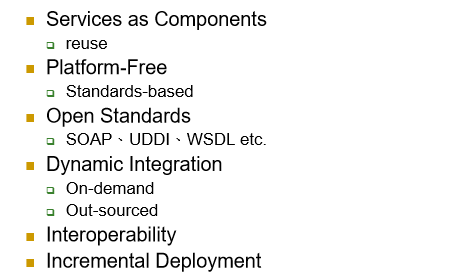 Services as Components
reuse
Platform-Free
Standards-based
Open Standards
SOAP、UDDI、WSDL etc.
Dynamic Integration
On-demand
Out-sourced
Interoperability
Incremental Deployment